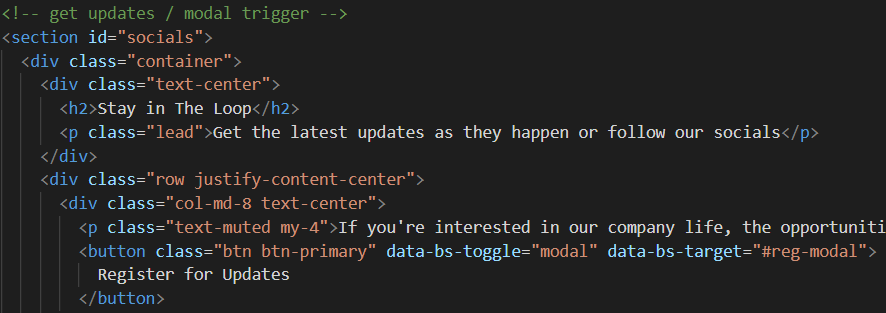 <!-- get updates / modal trigger -->
<section id="socials">
<div class="container">
<div class="text-center">
<h2>Stay in The Loop</h2>
<p class="lead">Get the latest updates as they happen or follow our socials</p>
</div>
<div class="row justify-content-center">
<div class="col-md-8 text-center">
<p class="text-muted my-4">If you're interested in our company life, the opportuniti
<button class="btn btn-primary" data-bs-toggle="modal" data-bs-target="#reg-modal">
Register for Updates
</button>